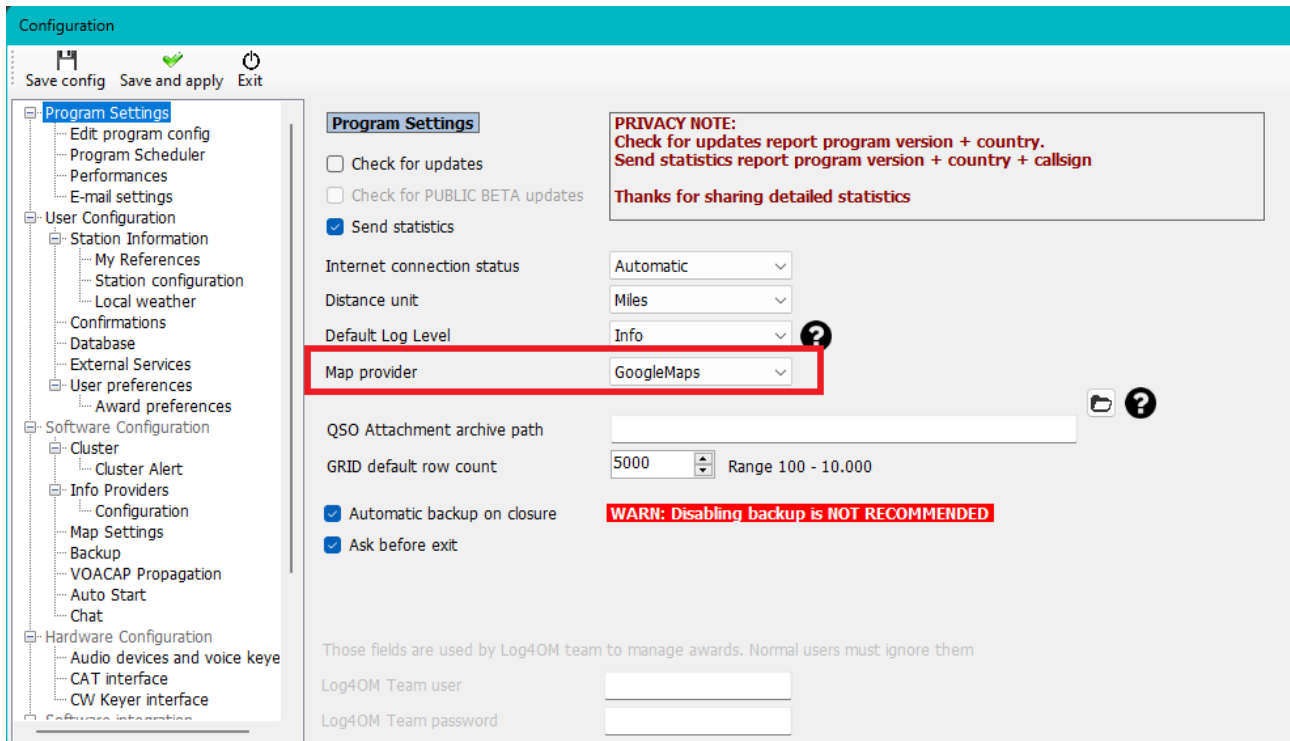 Configuration
Save config Save and apply Exit
Program Settings
Edit program config
Program Scheduler
Performances
E-mail settings
User Configuration
Station Information
My References
Station configuration
Local weather
Confirmations
Database
External Services
User preferences
Award preferences
Software Configuration
Cluster
Cluster Alert
Info Providers
Configuration
Map Settings
Backup
VOACAP Propagation
Auto Start
Chat
Hardware Configuration
Audio devices and voice keye
CAT interface
CW Keyer interface
Software integration
Program Settings
Check for updates
Check for PUBLIC BETA updates
Send statistics
PRIVACY NOTE:
Check for updates report program version + country.
Send statistics report program version + country + callsign
Thanks for sharing detailed statistics
Internet connection status Automatic
Distance unit Miles
Default Log Level Info ?
Map provider GoogleMaps
?
QSO Attachment archive path
GRID default row count 5000 Range 100 - 10.000
Automatic backup on closure WARN: Disabling backup is NOT RECOMMENDED
Ask before exit
Those fields are used by Log4OM team to manage awards. Normal users must ignore them
Log4OM Team user
Log4OM Team password